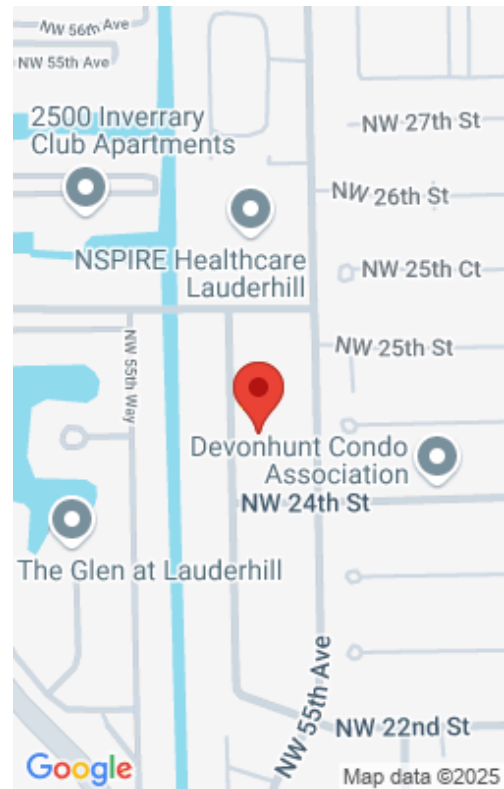 NW 56th Ave
NW 55th Ave
2500 Inverrary
Club Apartments
NW 27th St
NW 26th St
NSPIRE Healthcare
Lauderhill
NW 25th Ct
NW 55th Way
NW 25th St
Devonhunt Condo
Association
NW 24th St
The Glen at Lauderhill
NW 55th Ave
NW 22nd St
Google
Map data ©2025